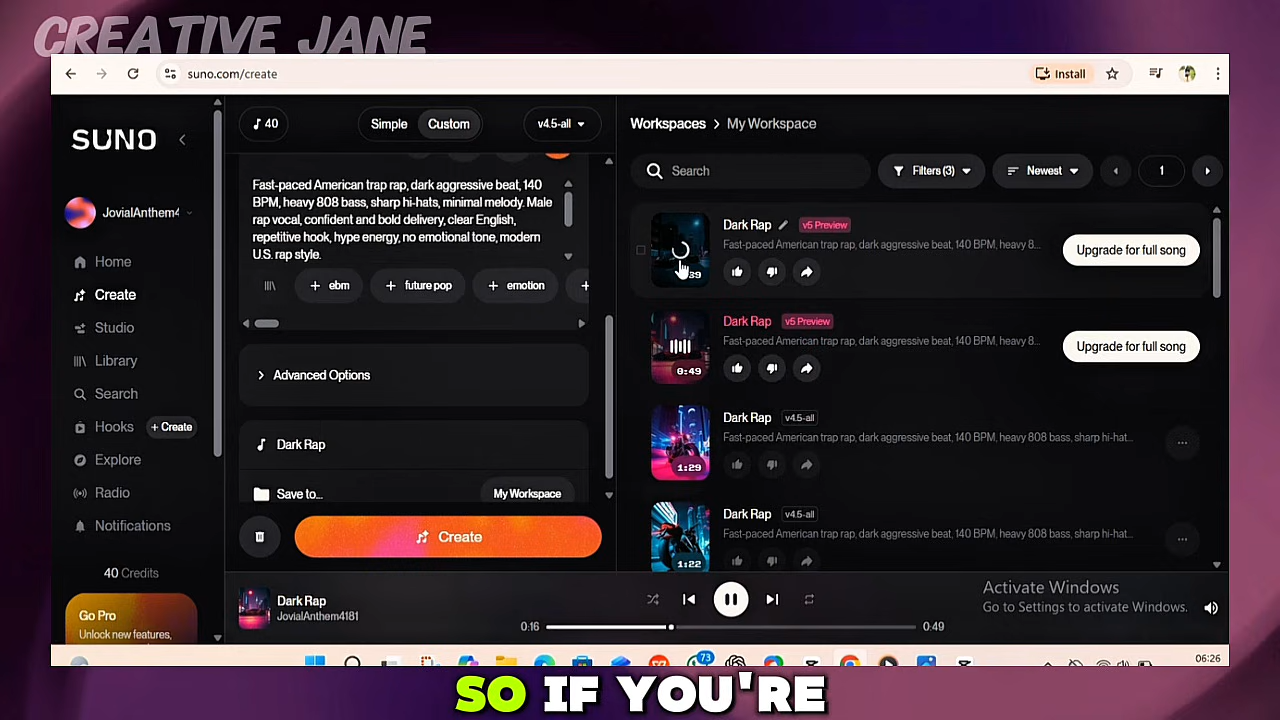 CREATIVE JANE
suno.com/create
Install
SUNO
JovialAnthem4
Home
Create
Studio
Library
Search
Hooks
+ Create
Explore
Radio
Notifications
40 Credits
Go Pro
Unlock new features,
40
Simple
Custom
v4.5-all
Fast-paced American trap rap, dark aggressive beat, 140
BPM, heavy 808 bass, sharp hi-hats, minimal melody. Male
rap vocal, confident and bold delivery, clear English,
repetitive hook, hype energy, no emotional tone, modern
U.S. rap style.
+ ebm
+ future pop
+ emotion
+
Advanced Options
Dark Rap
Save to...
My Workspace
Create
Workspaces > My Workspace
Search
Filters (3)
Newest
1
Dark Rap
v5 Preview
Fast-paced American trap rap, dark aggressive beat, 140 BPM, heavy 8...
Upgrade for full song
Dark Rap
v5 Preview
0:49
Fast-paced American trap rap, dark aggressive beat, 140 BPM, heavy 8...
Upgrade for full song
Dark Rap
v4.5-all
1:29
Fast-paced American trap rap, dark aggressive beat, 140 BPM, heavy 808 bass, sharp hi-hat...
Dark Rap
v4.5-all
1:22
Fast-paced American trap rap, dark aggressive beat, 140 BPM, heavy 808 bass, sharp hi-hat...
Dark Rap
JovialAnthem4181
0:16
0:49
Activate Windows
Go to Settings to activate Windows.
73
06:26
SO IF YOU'RE